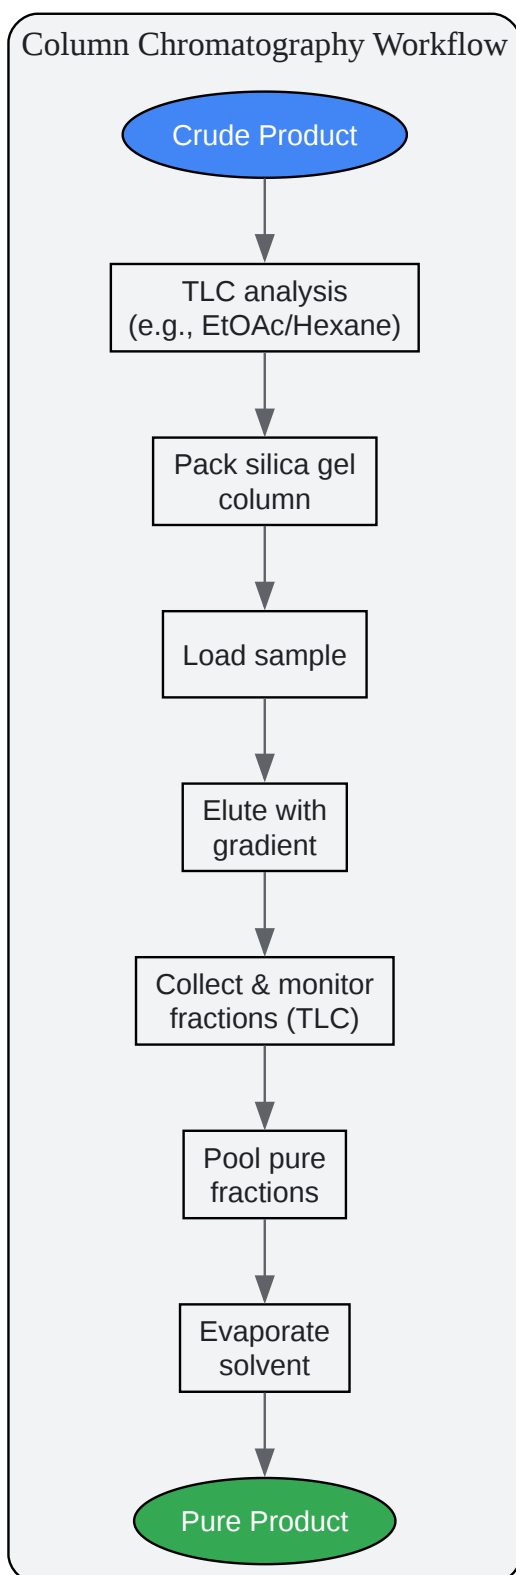 Column Chromatography Workflow
Crude Product
TLC analysis
(e.g., EtOAc/Hexane)
Pack silica gel
column
Load sample
Elute with
gradient
Collect & monitor
fractions (TLC)
Pool pure
fractions
Evaporate
solvent
Pure Product